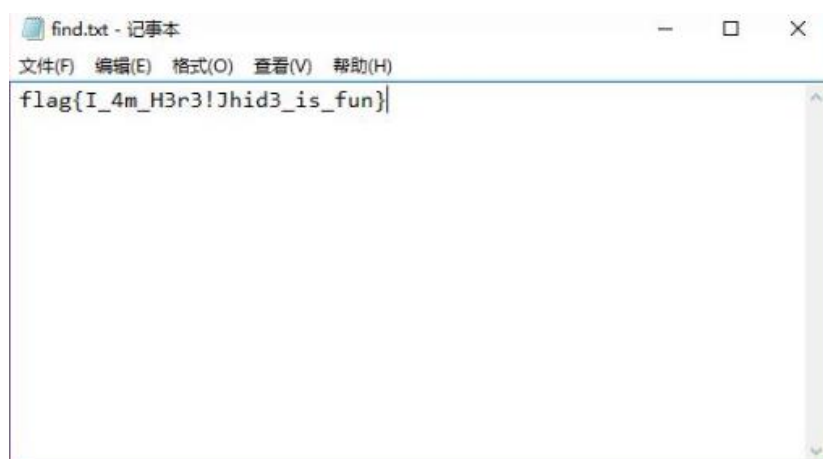 find.txt - 记事本
文件(F) 编辑(E) 格式(O) 查看(V) 帮助(H)
flag{I_4m_H3r3!Jhid3_is_fun}